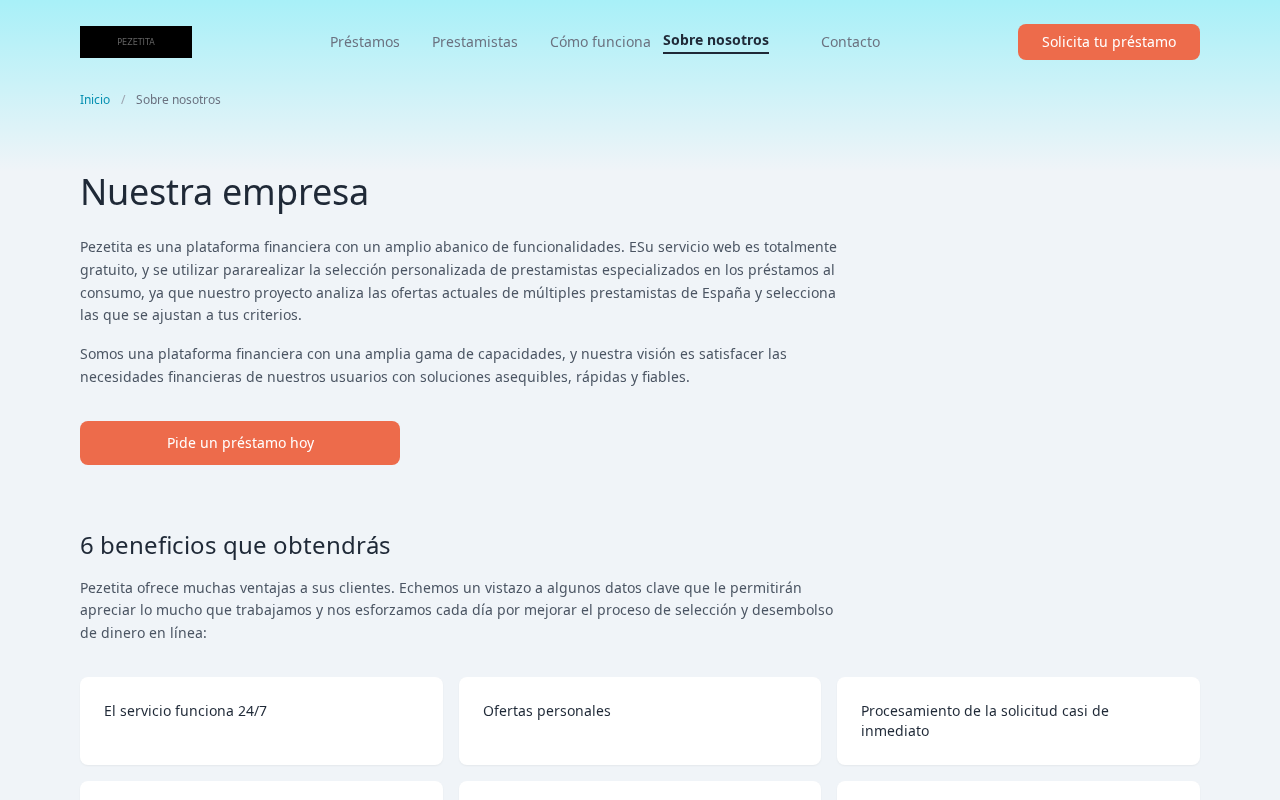 PEZETITA
Préstamos
Prestamistas
Cómo funciona
Sobre nosotros
Contacto
Solicita tu préstamo
Inicio / Sobre nosotros
Nuestra empresa
Pezetita es una plataforma financiera con un amplio abanico de funcionalidades. ESu servicio web es totalmente
gratuito, y se utilizar pararealizar la selección personalizada de prestamistas especializados en los préstamos al
consumo, ya que nuestro proyecto analiza las ofertas actuales de múltiples prestamistas de España y selecciona
las que se ajustan a tus criterios.
Somos una plataforma financiera con una amplia gama de capacidades, y nuestra visión es satisfacer las
necesidades financieras de nuestros usuarios con soluciones asequibles, rápidas y fiables.
Pide un préstamo hoy
6 beneficios que obtendrás
Pezetita ofrece muchas ventajas a sus clientes. Echemos un vistazo a algunos datos clave que le permitirán
apreciar lo mucho que trabajamos y nos esforzamos cada día por mejorar el proceso de selección y desembolso
de dinero en línea:
El servicio funciona 24/7
Ofertas personales
Procesamiento de la solicitud casi de
inmediato